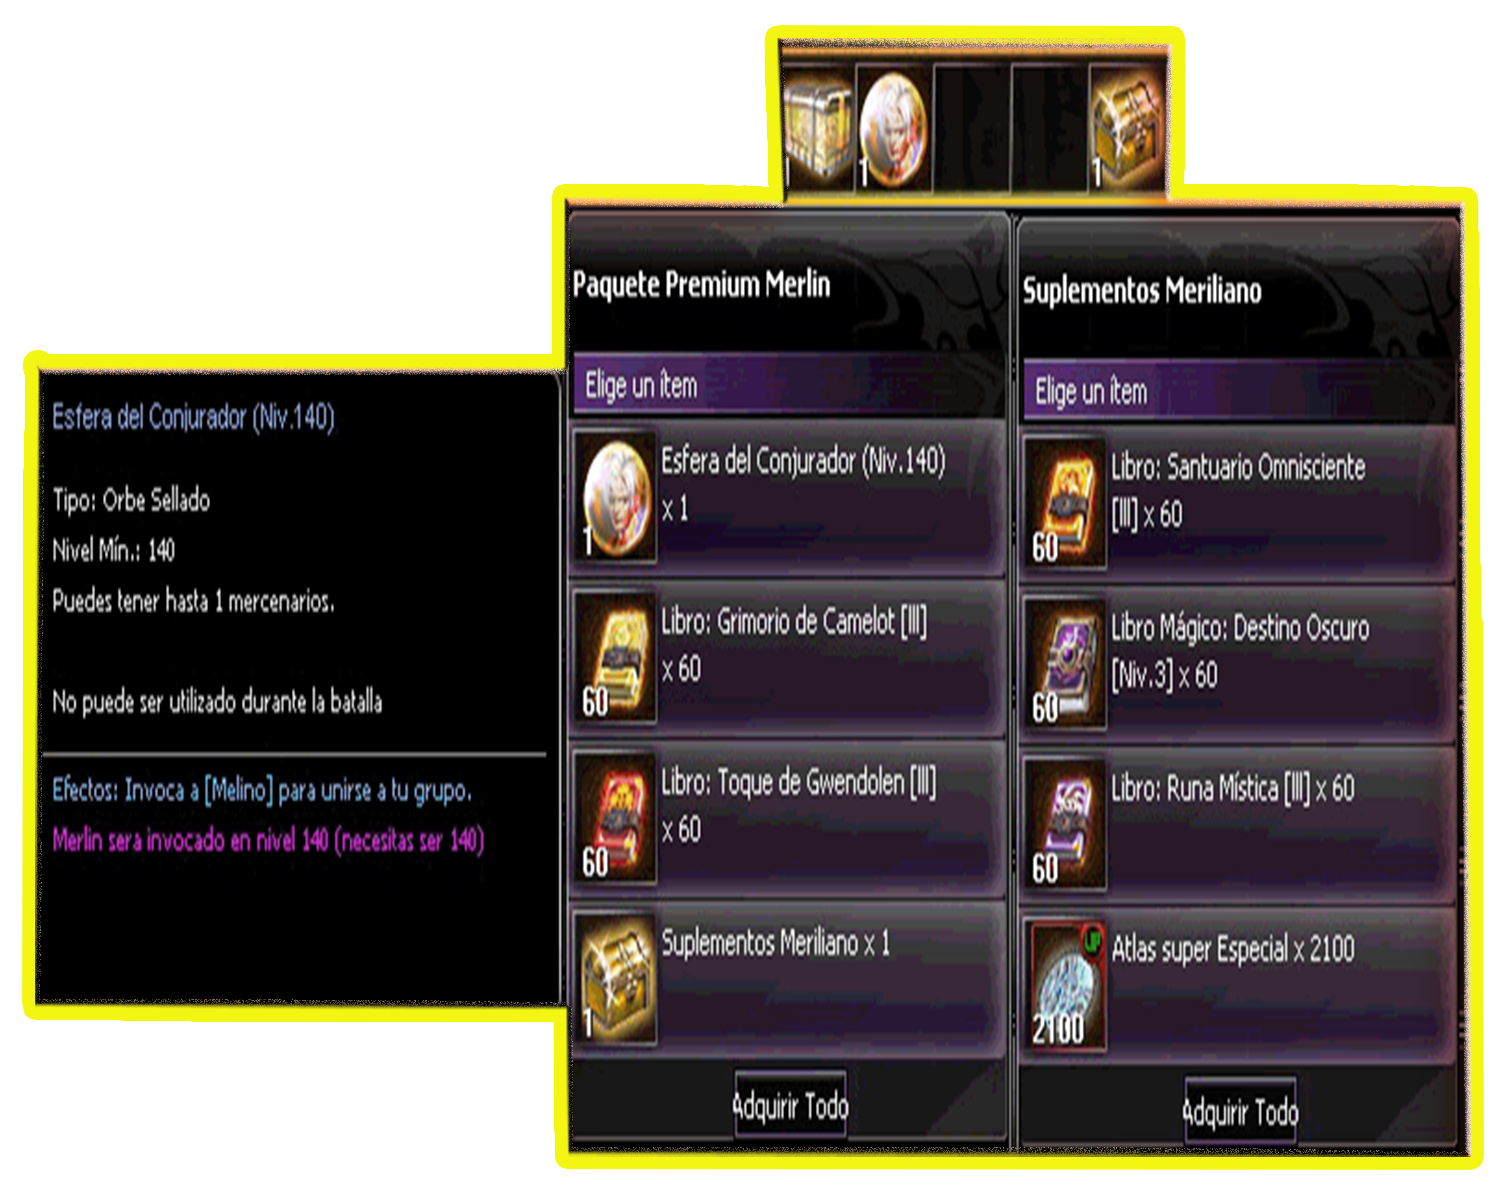 1
1
1
Paquete Premium Merlin
Elige un ítem
Esfera del Conjurador (Niv.140)
x 1
1
Libro: Grimorio de Camelot [III]
x 60
60
Libro: Toque de Gwendolen [III]
x 60
60
Suplementos Meriliano x 1
1
Adquirir Todo
Suplementos Meriliano
Elige un ítem
Libro: Santuario Omnisciente
[III] x 60
60
Libro Mágico: Destino Oscuro
[Niv.3] x 60
60
Libro: Runa Mística [III] x 60
60
UP
Atlas super Especial x 2100
2100
Adquirir Todo
Esfera del Conjurador (Niv.140)
Tipo: Orbe Sellado
Nivel Mín.: 140
Puedes tener hasta 1 mercenarios.
No puede ser utilizado durante la batalla
Efectos: Invoca a [Melino] para unirse a tu grupo.
Merlin sera invocado en nivel 140 (necesitas ser 140)